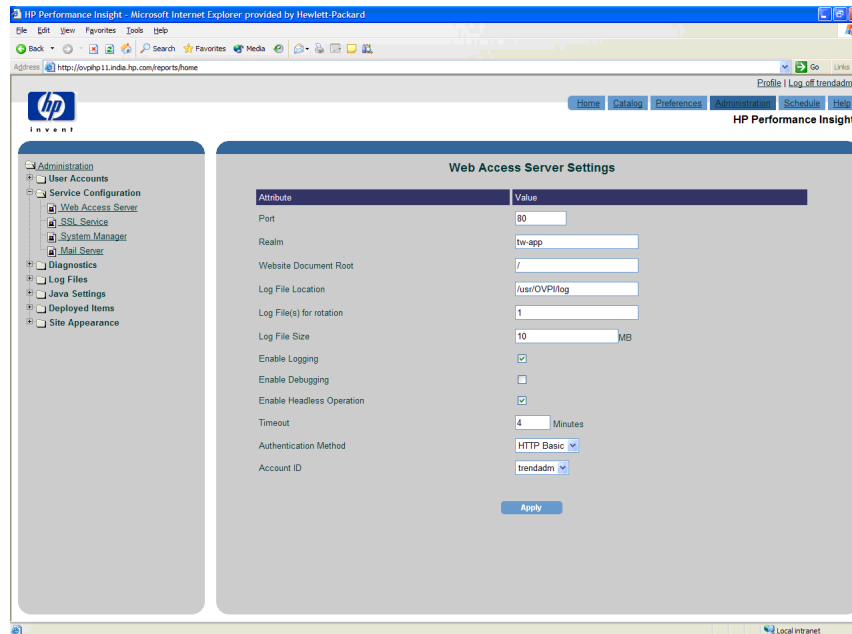 HP Performance Insight - Microsoft Internet Explorer provided by Hewlett-Packard
File Edit View Favorites Tools Help
Back Search Favorites Media
Address http://ovpihp11.india.hp.com/reports/home Go Links
Profile | Log off trendadm
hp
invent
Home Catalog Preferences Administration Schedule Help
HP Performance Insight
Administration
User Accounts
Service Configuration
Web Access Server
SSL Service
System Manager
Mail Server
Diagnostics
Log Files
Java Settings
Deployed Items
Site Appearance
Web Access Server Settings
Attribute Value
Port 80
Realm tw-app
Website Document Root /
Log File Location /usr/OVPI/log
Log File(s) for rotation 1
Log File Size 10 MB
Enable Logging
Enable Debugging
Enable Headless Operation
Timeout 4 Minutes
Authentication Method HTTP Basic
Account ID trendadm
Apply
Local intranet